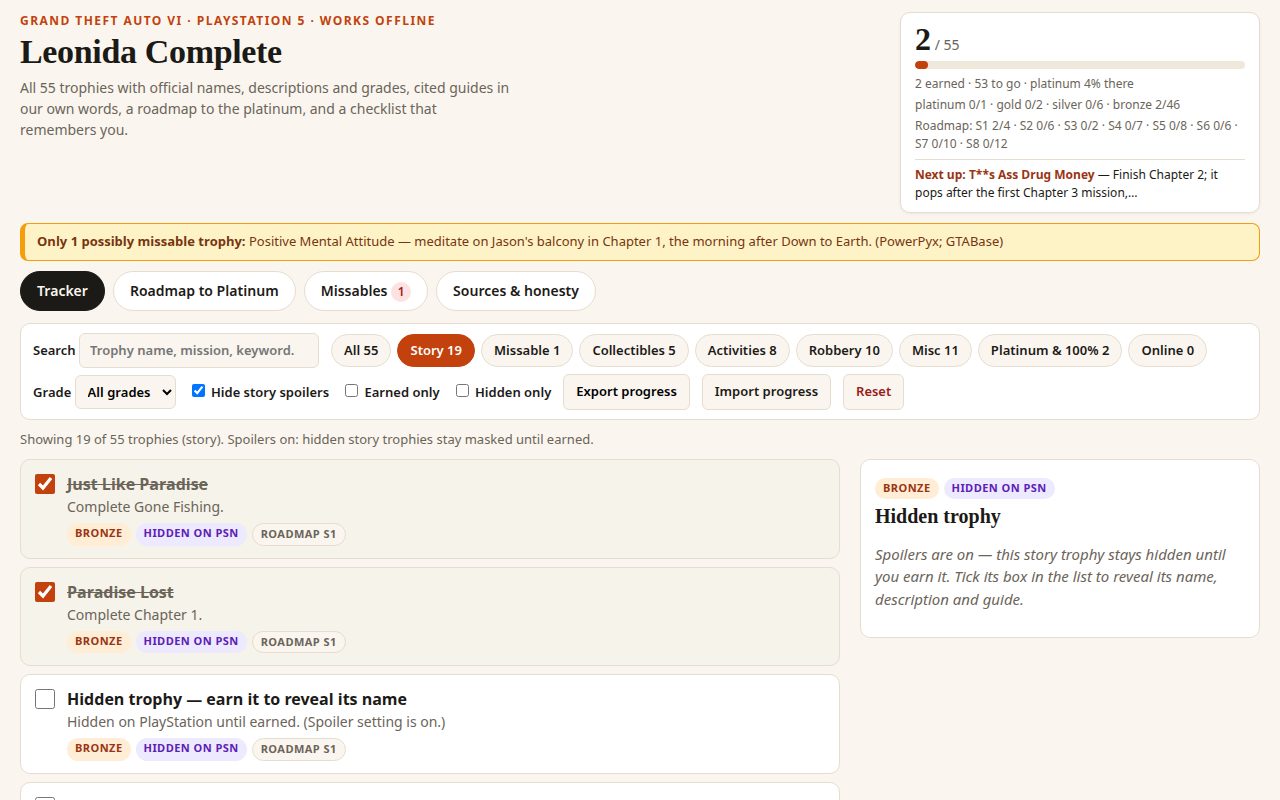 GRAND THEFT AUTO VI · PLAYSTATION 5 · WORKS OFFLINE
Leonida Complete
All 55 trophies with official names, descriptions and grades, cited guides in
our own words, a roadmap to the platinum, and a checklist that
remembers you.
2 / 55
2 earned · 53 to go · platinum 4% there
platinum 0/1 · gold 0/2 · silver 0/6 · bronze 2/46
Roadmap: S1 2/4 · S2 0/6 · S3 0/2 · S4 0/7 · S5 0/8 · S6 0/6 ·
S7 0/10 · S8 0/12
Next up: T**s Ass Drug Money — Finish Chapter 2; it
pops after the first Chapter 3 mission,...
Only 1 possibly missable trophy: Positive Mental Attitude — meditate on Jason's balcony in Chapter 1, the morning after Down to Earth. (PowerPyx; GTABase)
Tracker
Roadmap to Platinum
Missables 1
Sources & honesty
Search Trophy name, mission, keyword.
All 55
Story 19
Missable 1
Collectibles 5
Activities 8
Robbery 10
Misc 11
Platinum & 100% 2
Online 0
Grade All grades
Hide story spoilers
Earned only
Hidden only
Export progress
Import progress
Reset
Showing 19 of 55 trophies (story). Spoilers on: hidden story trophies stay masked until earned.
Just Like Paradise
Complete Gone Fishing.
BRONZE HIDDEN ON PSN ROADMAP S1
Paradise Lost
Complete Chapter 1.
BRONZE HIDDEN ON PSN ROADMAP S1
Hidden trophy — earn it to reveal its name
Hidden on PlayStation until earned. (Spoiler setting is on.)
BRONZE HIDDEN ON PSN ROADMAP S1
BRONZE HIDDEN ON PSN
Hidden trophy
Spoilers are on — this story trophy stays hidden until
you earn it. Tick its box in the list to reveal its name,
description and guide.